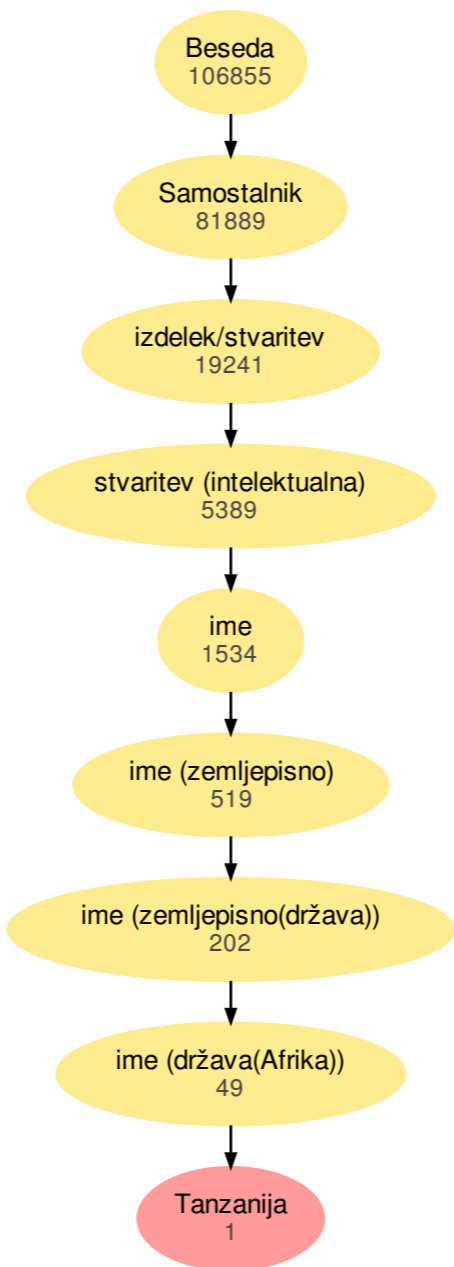 Beseda
106855
Samostalnik
81889
izdelek/stvaritev
19241
stvaritev (intelektualna)
5389
ime
1534
ime (zemljepisno)
519
ime (zemljepisno(država))
202
ime (država(Afrika))
49
Tanzanija
1